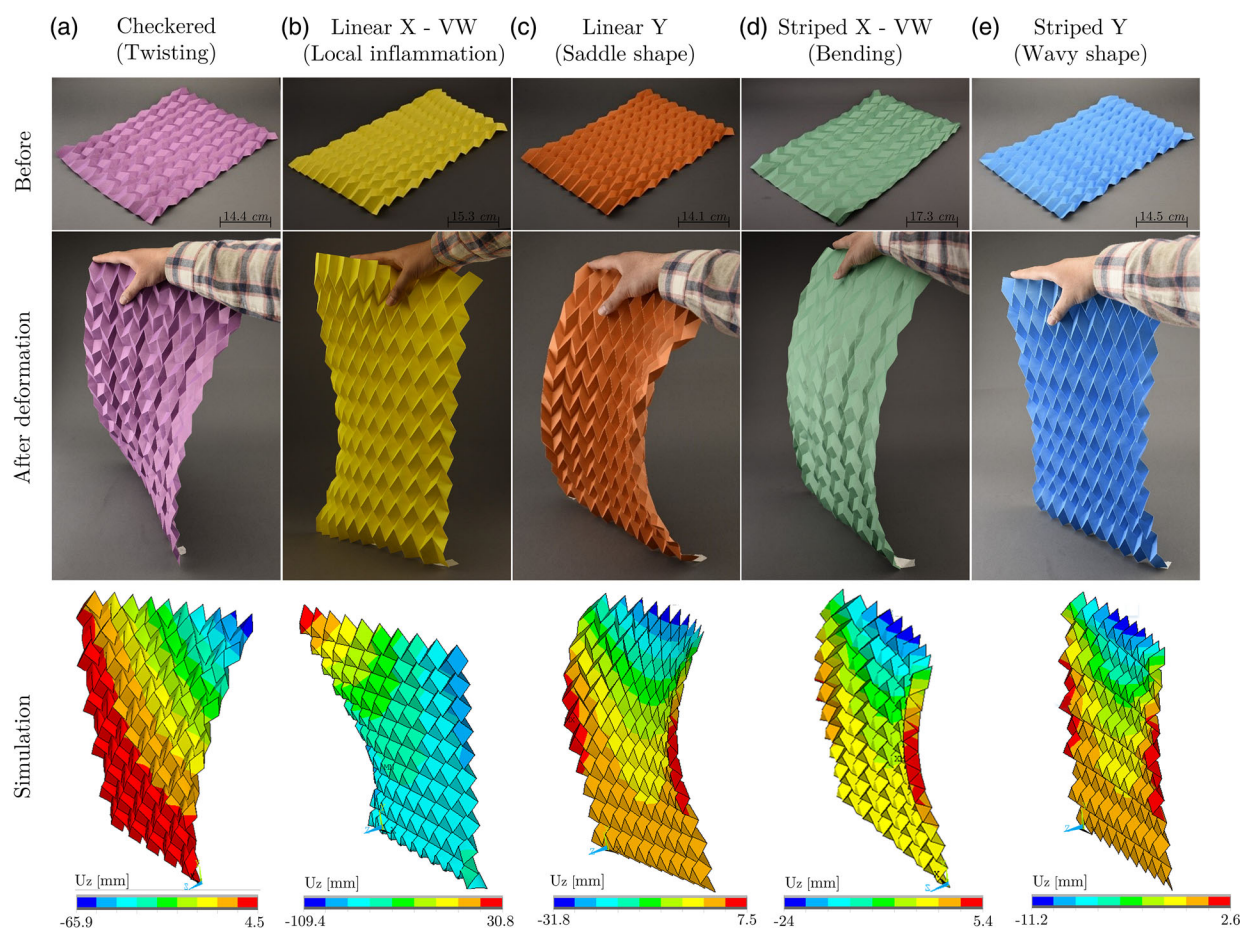 (a) Checkered
(Twisting)
(b) Linear X - VW
(Local inflammation)
(c) Linear Y
(Saddle shape)
(d) Striped X - VW
(Bending)
(e) Striped Y
(Wavy shape)
Before
14.4 cm
15.3 cm
14.1 cm
17.3 cm
14.5 cm
After deformation
Simulation
Uz [mm]
-65.9 4.5
Uz [mm]
-109.4 30.8
Uz [mm]
-31.8 7.5
Uz [mm]
-24 5.4
Uz [mm]
-11.2 2.6